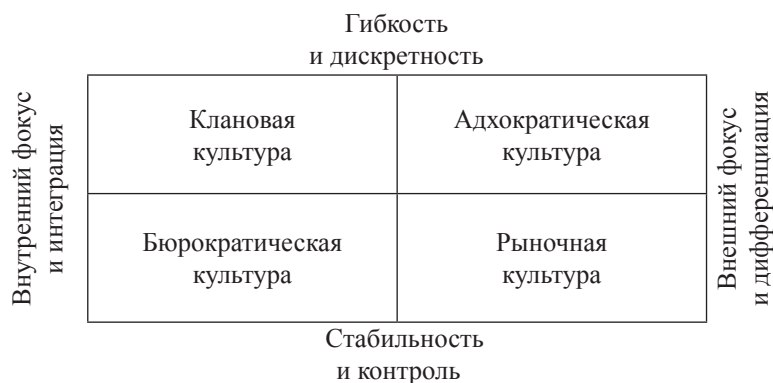 Гибкость
и дискретность
Внутренний фокус
и интеграция
Клановая
культура
Адхократическая
культура
Внешний фокус
и дифференциация
Бюрократическая
культура
Рыночная
культура
Стабильность
и контроль